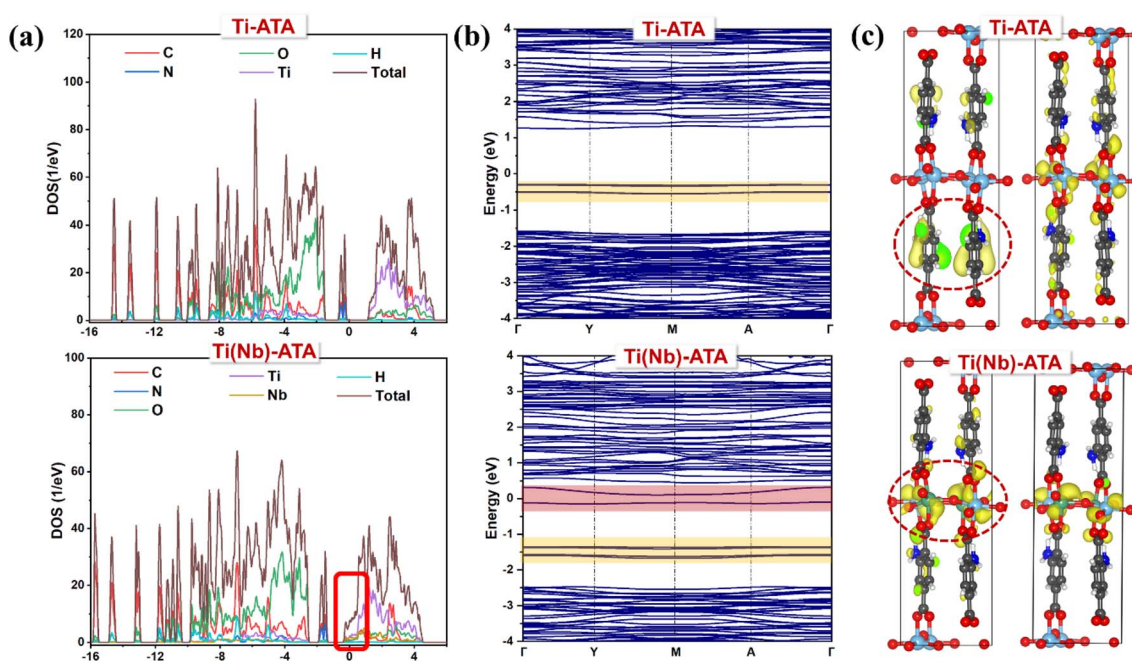 (a)
Ti-ATA
DOS(1/eV)
120
100
80
60
40
20
0
C
O
H
N
Ti
Total
-16
-12
-8
-4
0
4
(b)
Ti-ATA
Energy (eV)
4
3
2
1
0
-1
-2
-3
-4
Γ
Y
M
A
Γ
(c)
Ti-ATA
Ti(Nb)-ATA
DOS (1/eV)
100
80
60
40
20
0
C
Ti
H
N
Nb
Total
O
-16
-12
-8
-4
0
4
Ti(Nb)-ATA
Energy (eV)
4
3
2
1
0
-1
-2
-3
-4
Γ
Y
M
A
Γ
Ti(Nb)-ATA